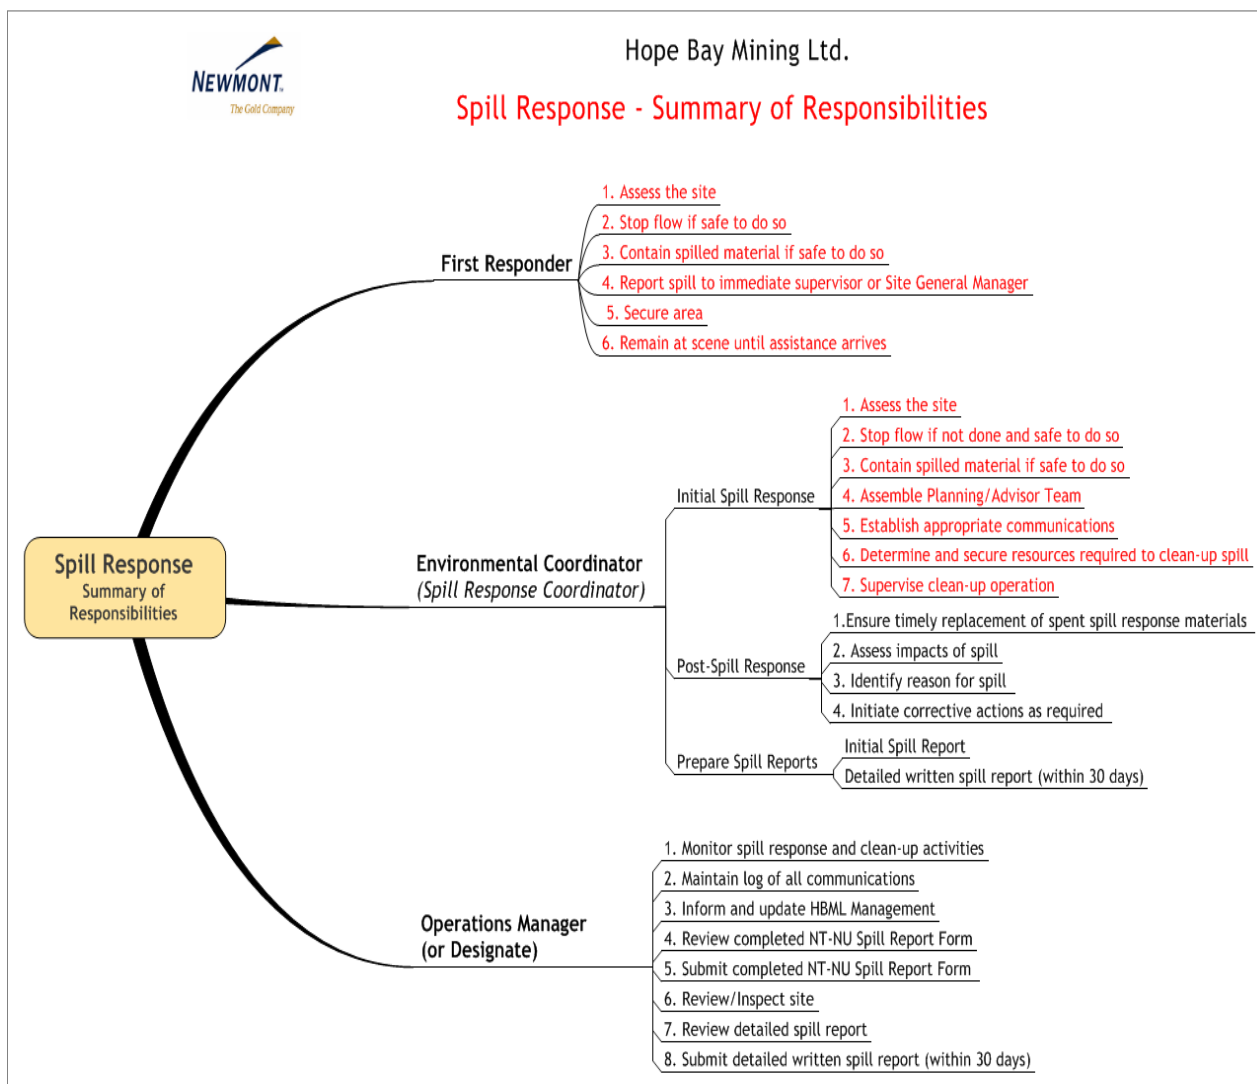 NEWMONT™
The Gold Company
Hope Bay Mining Ltd.
Spill Response - Summary of Responsibilities
Spill Response
Summary of
Responsibilities
First Responder
1. Assess the site
2. Stop flow if safe to do so
3. Contain spilled material if safe to do so
4. Report spill to immediate supervisor or Site General Manager
5. Secure area
6. Remain at scene until assistance arrives
Environmental Coordinator
(Spill Response Coordinator)
Initial Spill Response
1. Assess the site
2. Stop flow if not done and safe to do so
3. Contain spilled material if safe to do so
4. Assemble Planning/Advisor Team
5. Establish appropriate communications
6. Determine and secure resources required to clean-up spill
7. Supervise clean-up operation
Post-Spill Response
1.Ensure timely replacement of spent spill response materials
2. Assess impacts of spill
3. Identify reason for spill
4. Initiate corrective actions as required
Prepare Spill Reports
Initial Spill Report
Detailed written spill report (within 30 days)
Operations Manager
(or Designate)
1. Monitor spill response and clean-up activities
2. Maintain log of all communications
3. Inform and update HBML Management
4. Review completed NT-NU Spill Report Form
5. Submit completed NT-NU Spill Report Form
6. Review/Inspect site
7. Review detailed spill report
8. Submit detailed written spill report (within 30 days)